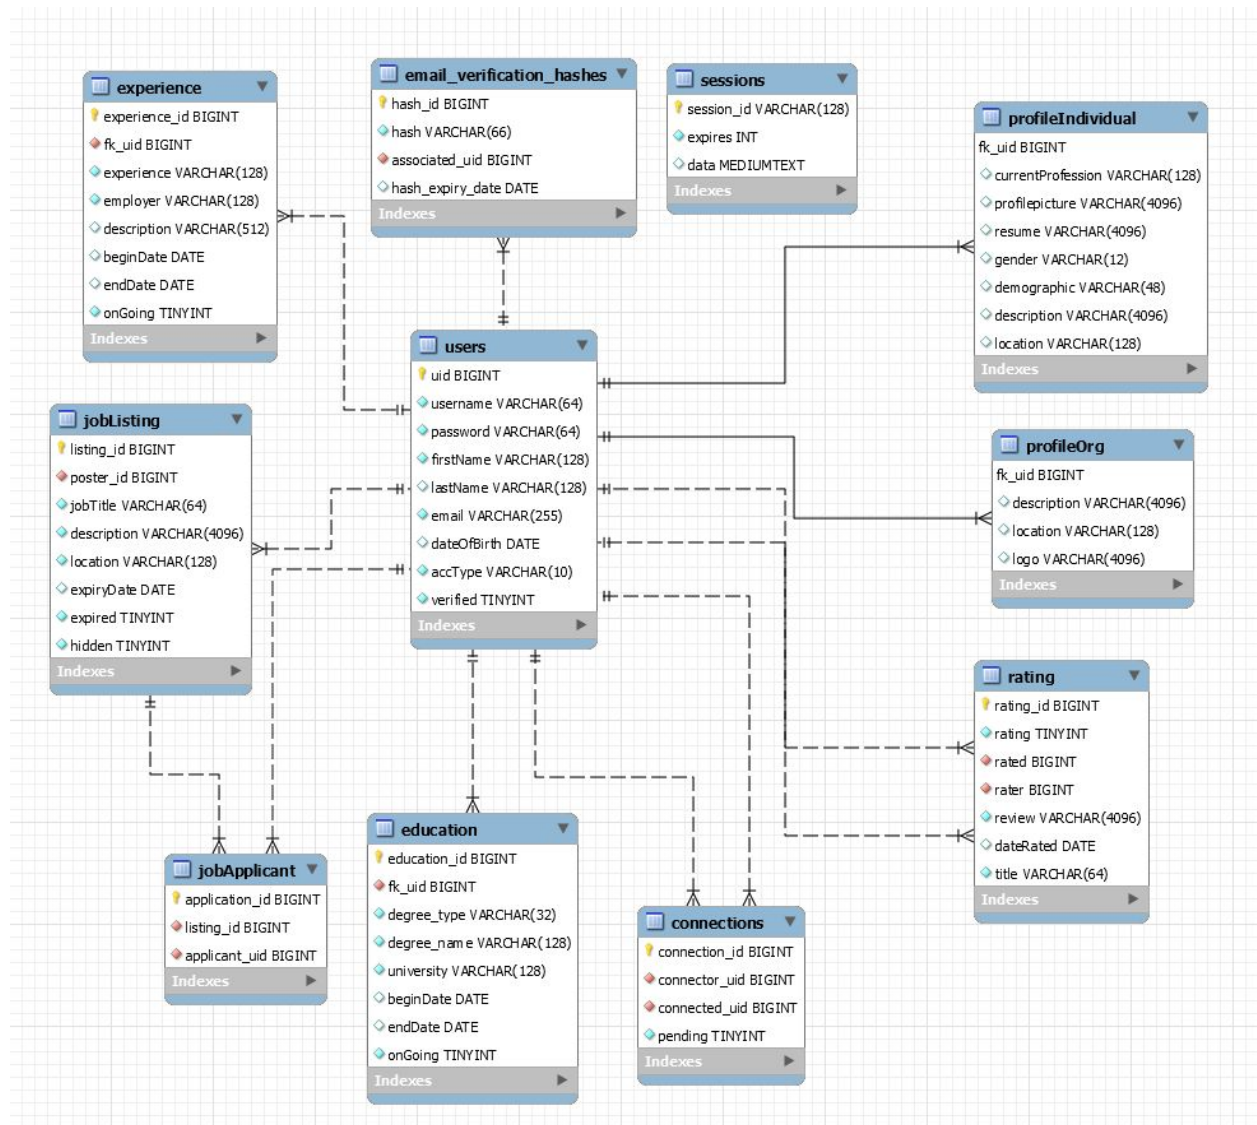 experience
experience_id BIGINT
fk_uid BIGINT
experience VARCHAR(128)
employer VARCHAR(128)
description VARCHAR(512)
beginDate DATE
endDate DATE
onGoing TINYINT
Indexes
email_verification_hashes
hash_id BIGINT
hash VARCHAR(66)
associated_uid BIGINT
hash_expiry_date DATE
Indexes
sessions
session_id VARCHAR(128)
expires INT
data MEDIUMTEXT
Indexes
profileIndividual
fk_uid BIGINT
currentProfession VARCHAR(128)
profilepicture VARCHAR(4096)
resume VARCHAR(4096)
gender VARCHAR(12)
demographic VARCHAR(48)
description VARCHAR(4096)
location VARCHAR(128)
Indexes
users
uid BIGINT
username VARCHAR(64)
password VARCHAR(64)
firstName VARCHAR(128)
lastName VARCHAR(128)
email VARCHAR(255)
dateOfBirth DATE
accType VARCHAR(10)
verified TINYINT
Indexes
jobListing
listing_id BIGINT
poster_id BIGINT
jobTitle VARCHAR(64)
description VARCHAR(4096)
location VARCHAR(128)
expiryDate DATE
expired TINYINT
hidden TINYINT
Indexes
profileOrg
fk_uid BIGINT
description VARCHAR(4096)
location VARCHAR(128)
logo VARCHAR(4096)
Indexes
rating
rating_id BIGINT
rating TINYINT
rated BIGINT
rater BIGINT
review VARCHAR(4096)
dateRated DATE
title VARCHAR(64)
Indexes
jobApplicant
application_id BIGINT
listing_id BIGINT
applicant_uid BIGINT
Indexes
education
education_id BIGINT
fk_uid BIGINT
degree_type VARCHAR(32)
degree_name VARCHAR(128)
university VARCHAR(128)
beginDate DATE
endDate DATE
onGoing TINYINT
Indexes
connections
connection_id BIGINT
connector_uid BIGINT
connected_uid BIGINT
pending TINYINT
Indexes